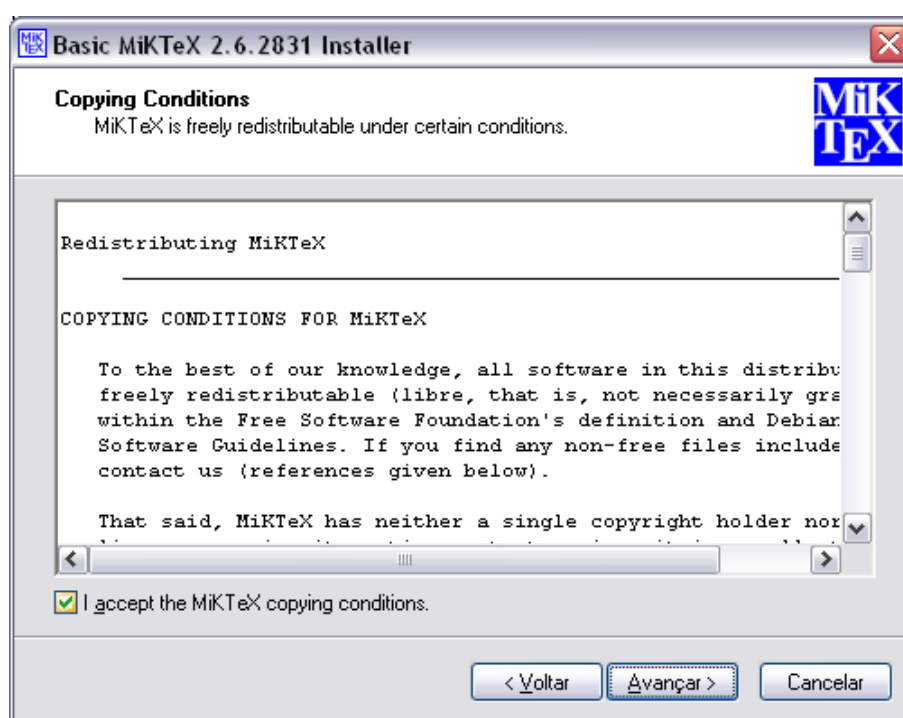 MiK
TEX
Basic MiKTeX 2.6.2831 Installer
Copying Conditions
MiKTeX is freely redistributable under certain conditions.
MiK
TEX
Redistributing MiKTeX
COPYING CONDITIONS FOR MiKTeX
To the best of our knowledge, all software in this distribu
freely redistributable (libre, that is, not necessarily gra
within the Free Software Foundation's definition and Debian
Software Guidelines. If you find any non-free files include
contact us (references given below).
That said, MiKTeX has neither a single copyright holder nor
I accept the MiKTeX copying conditions.
< Voltar
Avançar >
Cancelar